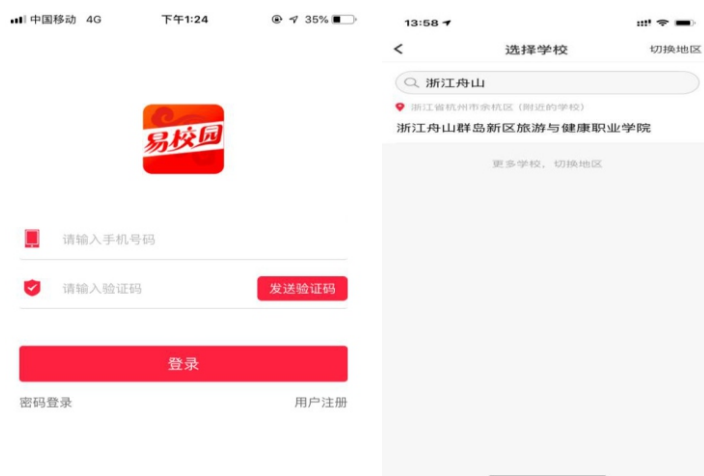 中国移动 4G 下午1:24 35%
易校园
请输入手机号码
请输入验证码 发送验证码
登录
密码登录 用户注册
13:58
选择学校 切换地区
浙江舟山
浙江省杭州市余杭区（附近的学校）
浙江舟山群岛新区旅游与健康职业学院
更多学校，切换地区